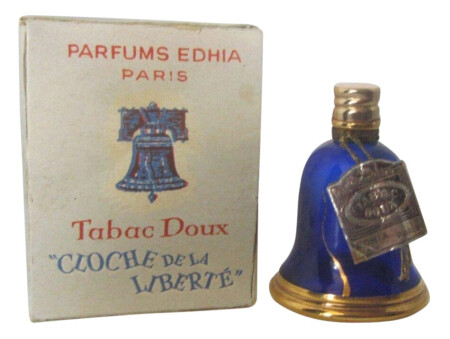 PARFUMS EDHIA
PARIS
Tabac Doux
"CLOCHE DE LA
LIBERTÉ"